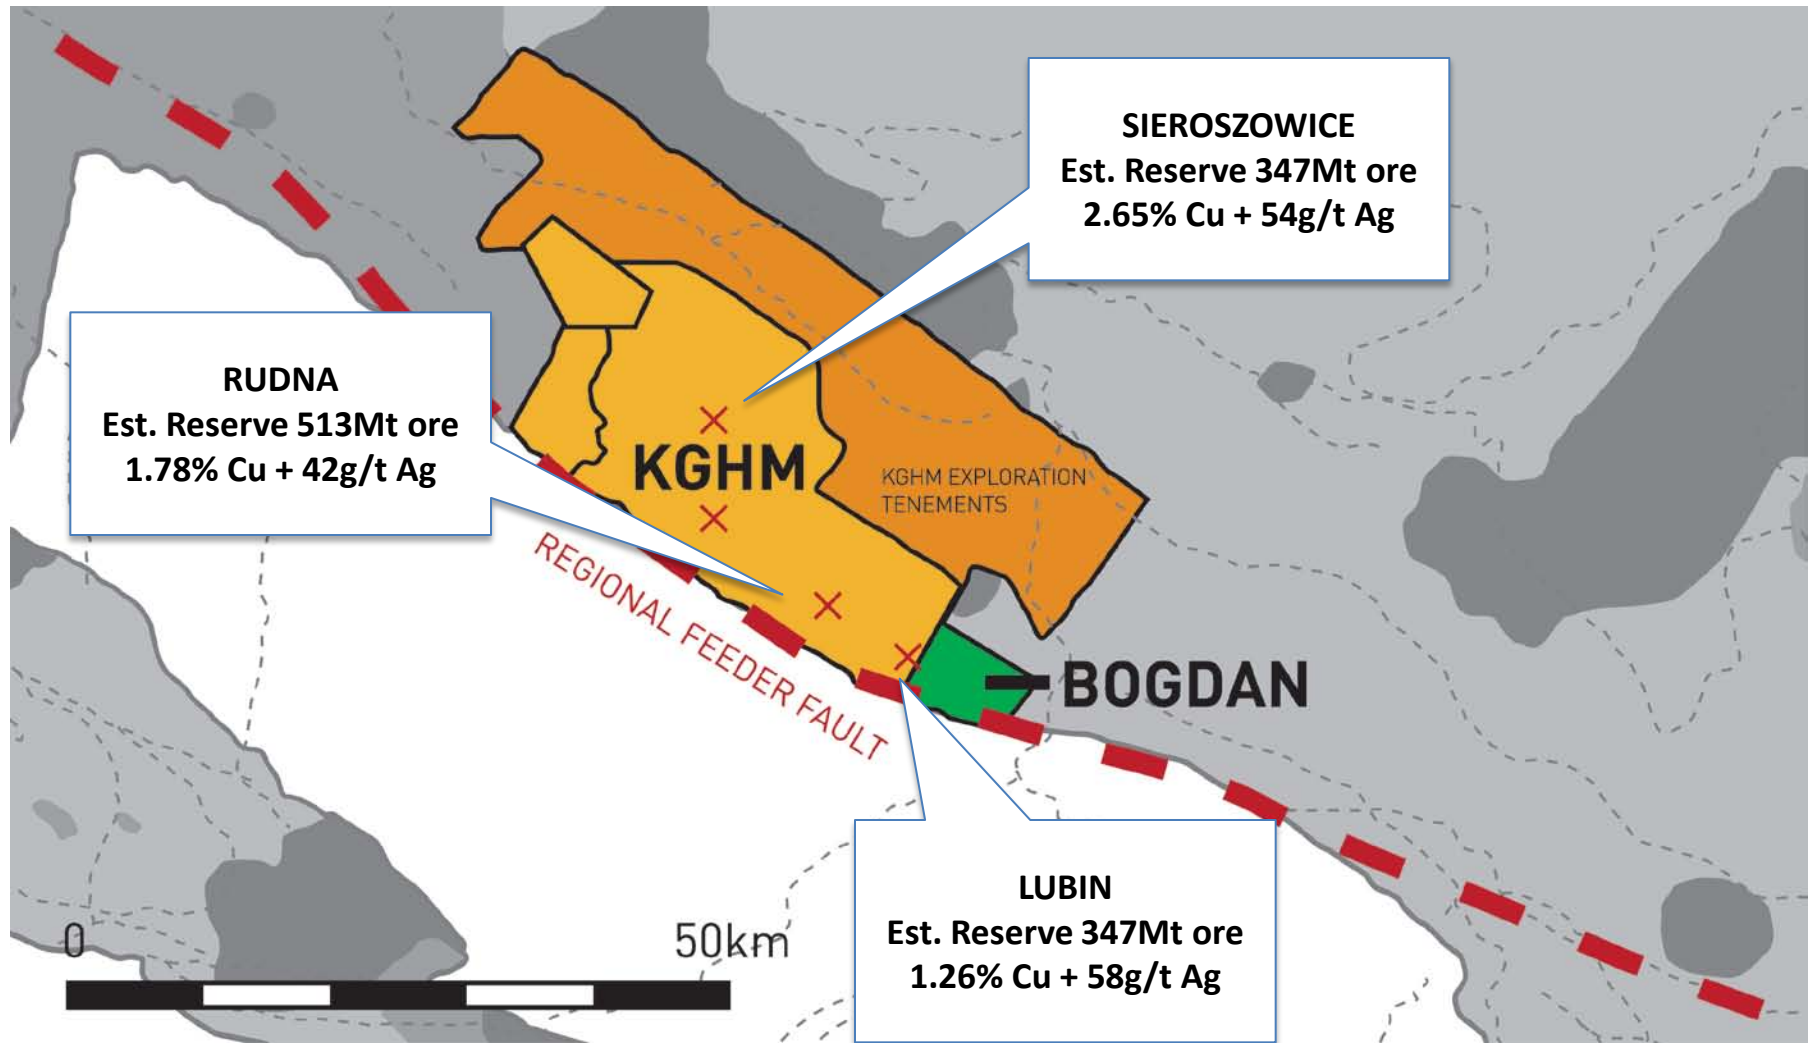 SIEROSZOWICE
Est. Reserve 347Mt ore
2.65% Cu + 54g/t Ag
RUDNA
Est. Reserve 513Mt ore
1.78% Cu + 42g/t Ag
KGHM
KGHM EXPLORATION
TENEMENTS
REGIONAL FEEDER FAULT
BOGDAN
LUBIN
Est. Reserve 347Mt ore
1.26% Cu + 58g/t Ag
0 50km